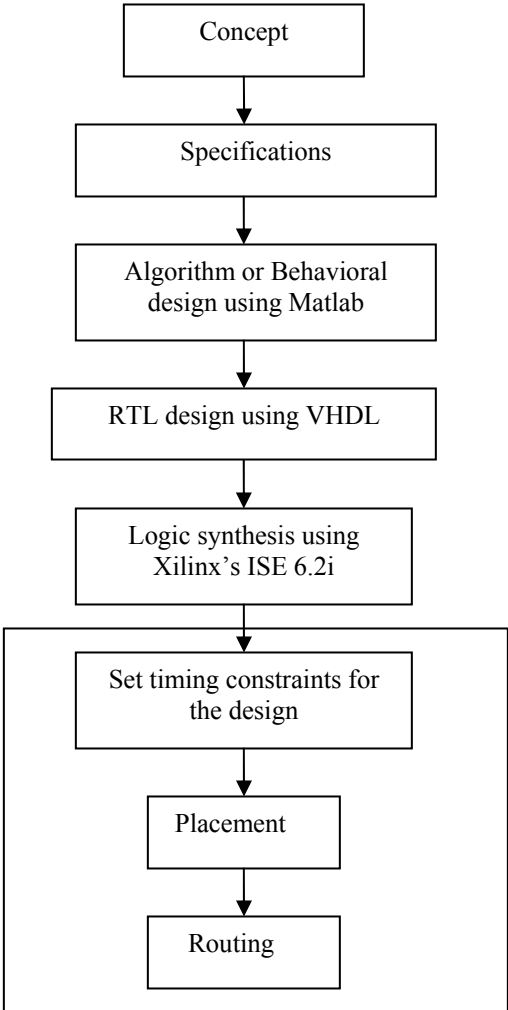 Concept
Specifications
Algorithm or Behavioral
design using Matlab
RTL design using VHDL
Logic synthesis using
Xilinx’s ISE 6.2i
Set timing constraints for
the design
Placement
Routing